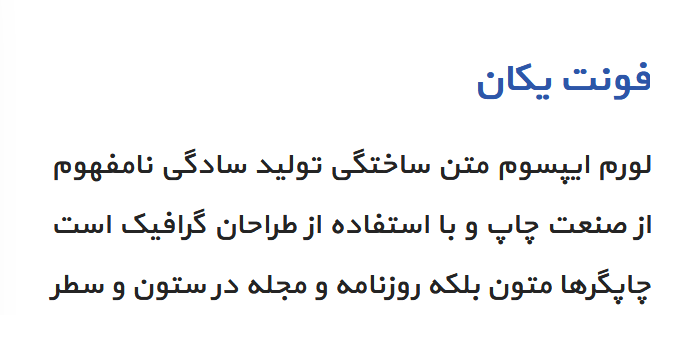 فونت یکان
لورم ایپسوم متن ساختگی تولید سادگی نامفهوم
از صنعت چاپ و با استفاده از طراحان گرافیک است
چاپگرها متون بلکه روزنامه و مجله در ستون و سطر